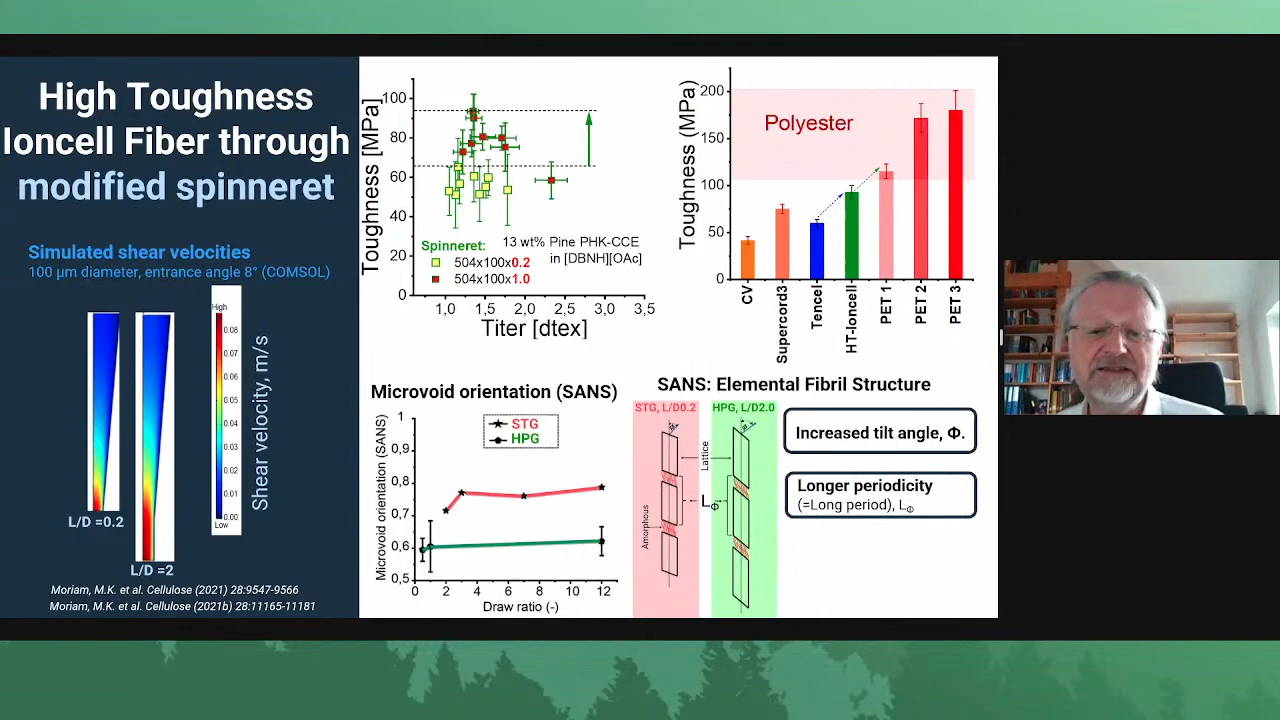 High Toughness
Ioncell Fiber through
modified spinneret
Simulated shear velocities
100 µm diameter, entrance angle 8° (COMSOL)
High
0.08
0.07
0.06
0.05
0.04
0.03
0.02
0.01
0.00
Low
Shear velocity, m/s
L/D =0.2
L/D =2
Moriam, M.K. et al. Cellulose (2021) 28:9547-9566
Moriam, M.K. et al. Cellulose (2021b) 28:11165-11181
Toughness [MPa]
100
80
60
40
20
0
Spinneret:
504x100x0.2
504x100x1.0
13 wt% Pine PHK-CCE
in [DBNH][OAc]
1,0 1,5 2,0 2,5 3,0 3,5
Titer [dtex]
Toughness (MPa)
200
150
100
50
0
Polyester
CV
Supercord3
Tencel
HT-Ioncell
PET 1
PET 2
PET 3
Microvoid orientation (SANS)
Microvoid orientation (SANS)
1
0,9
0,8
0,7
0,6
0,5
STG
HPG
0 2 4 6 8 10 12
Draw ratio (-)
SANS: Elemental Fibril Structure
STG, L/D0.2
HPG, L/D2.0
Lattice
LΦ
Amorphous
Increased tilt angle, Φ.
Longer periodicity
(=Long period), LΦ